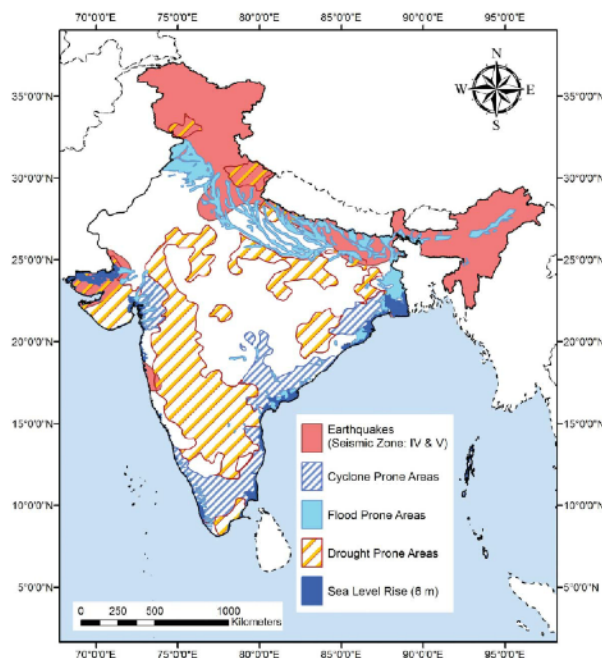 70°0'0"E 75°0'0"E 80°0'0"E 85°0'0"E 90°0'0"E 95°0'0"E
N
W E
S
35°0'0"N 35°0'0"N
30°0'0"N 30°0'0"N
25°0'0"N 25°0'0"N
20°0'0"N 20°0'0"N
15°0'0"N 15°0'0"N
10°0'0"N 10°0'0"N
5°0'0"N 5°0'0"N
Earthquakes
(Seismic Zone: IV & V)
Cyclone Prone Areas
Flood Prone Areas
Drought Prone Areas
Sea Level Rise (6 m)
0 250 500 1000
Kilometers
70°0'0"E 75°0'0"E 80°0'0"E 85°0'0"E 90°0'0"E 95°0'0"E